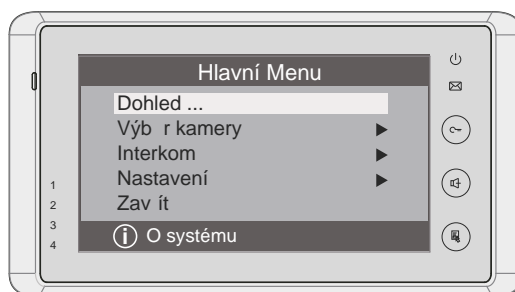 Hlavní Menu
Dohled ...
Výb r kamery
Interkom
Nastavení
Zav ít
O systému
1
2
3
4